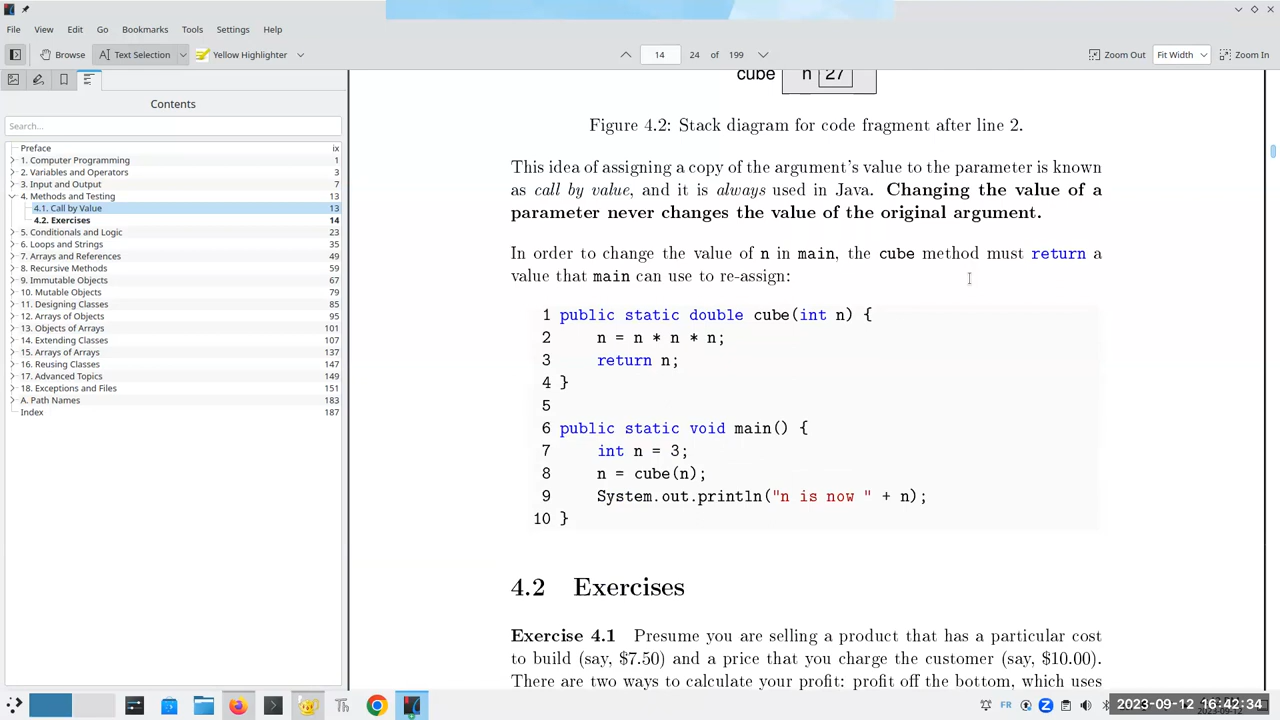 File View Edit Go Bookmarks Tools Settings Help
Browse Text Selection Yellow Highlighter 14 24 of 199 Zoom Out Fit Width Zoom In
Contents
Search...
Preface ix
1. Computer Programming 1
2. Variables and Operators 3
3. Input and Output 7
4. Methods and Testing 13
4.1. Call by Value 13
4.2. Exercises 14
5. Conditionals and Logic 23
6. Loops and Strings 35
7. Arrays and References 49
8. Recursive Methods 59
9. Immutable Objects 67
10. Mutable Objects 79
11. Designing Classes 85
12. Arrays of Objects 95
13. Objects of Arrays 101
14. Extending Classes 107
15. Arrays of Arrays 137
16. Reusing Classes 147
17. Advanced Topics 149
18. Exceptions and Files 151
A. Path Names 183
Index 187
cube n 27
Figure 4.2: Stack diagram for code fragment after line 2.
This idea of assigning a copy of the argument's value to the parameter is known
as call by value, and it is always used in Java. Changing the value of a
parameter never changes the value of the original argument.
In order to change the value of n in main, the cube method must return a
value that main can use to re-assign:
1 public static double cube(int n) {
2 n = n * n * n;
3 return n;
4 }
5
6 public static void main() {
7 int n = 3;
8 n = cube(n);
9 System.out.println("n is now " + n);
10 }
4.2 Exercises
Exercise 4.1 Presume you are selling a product that has a particular cost
to build (say, $7.50) and a price that you charge the customer (say, $10.00).
There are two ways to calculate your profit: profit off the bottom, which uses
FR 2023-09-12 16:42:34